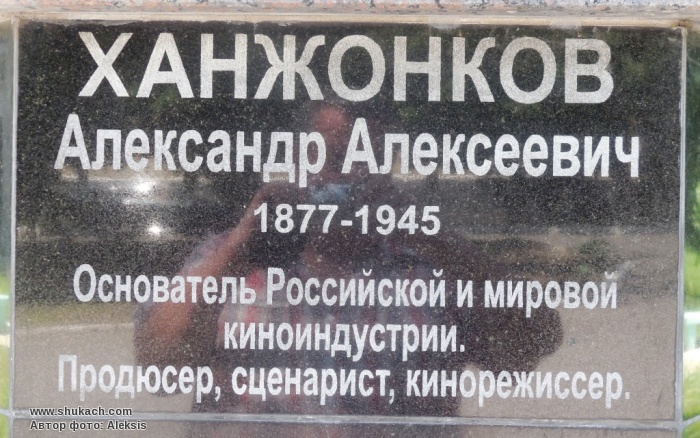 ХАНЖОНКОВ
Александр Алексеевич
1877-1945
Основатель Российской и мировой
киноиндустрии.
Продюсер, сценарист, кинорежиссер.
www.shukach.com
Автор фото: Aleksis